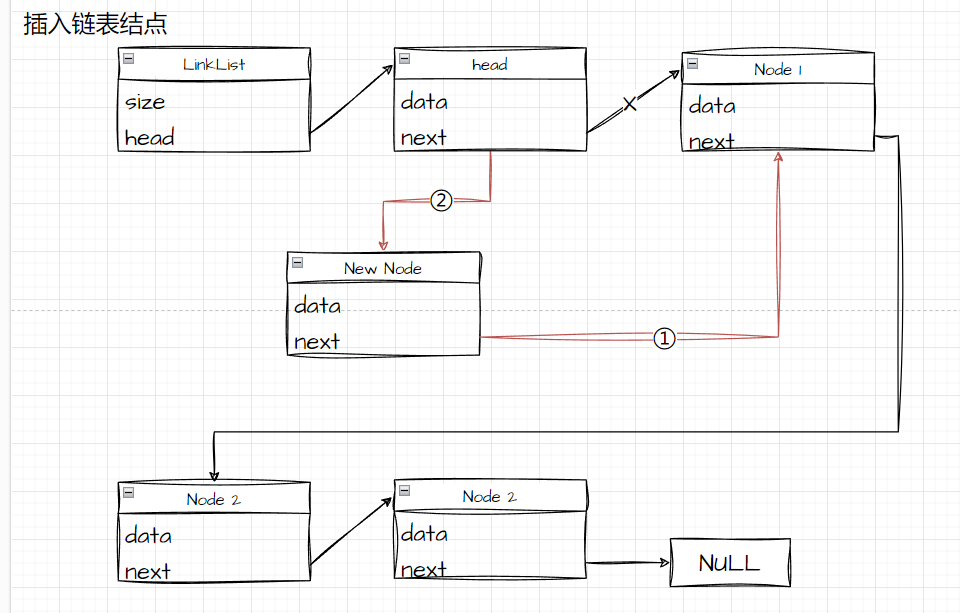 插入链表结点
LinkList
size
head
head
data
next
X
Node 1
data
next
②
New Node
data
next
①
Node 2
data
next
Node 2
data
next
NULL